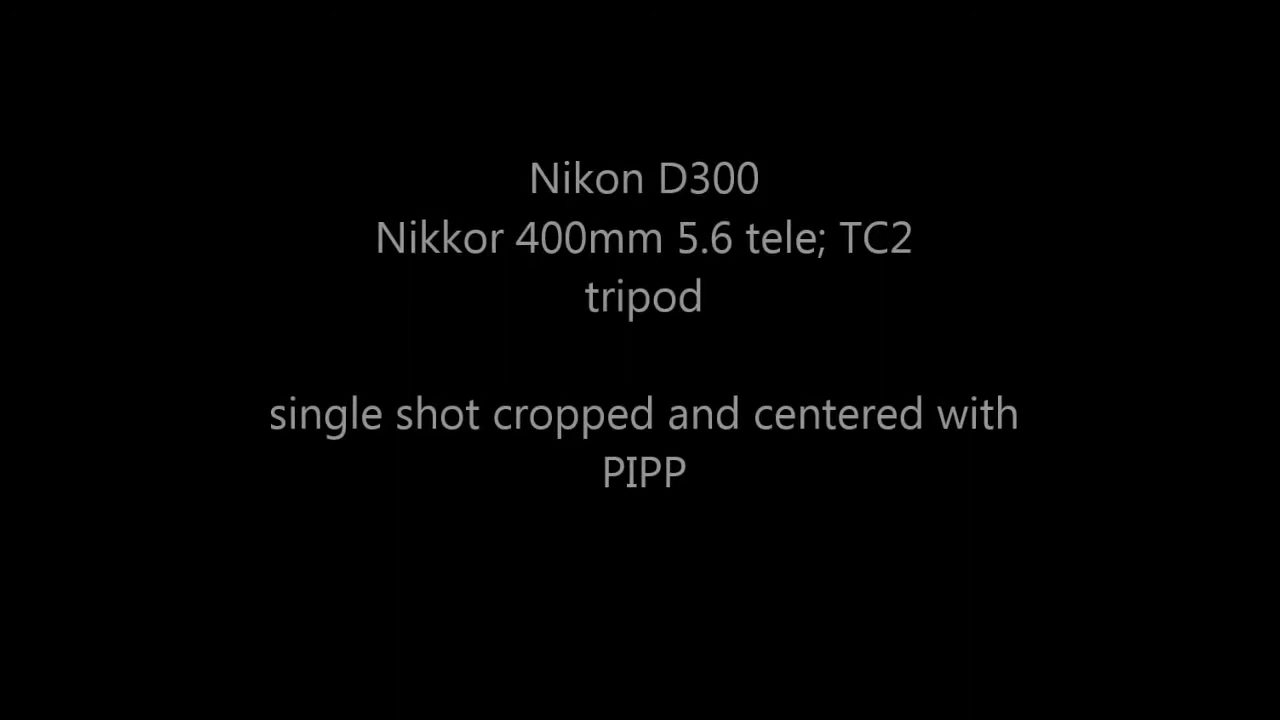 Nikon D300
Nikkor 400mm 5.6 tele; TC2
tripod
single shot cropped and centered with
PIPP